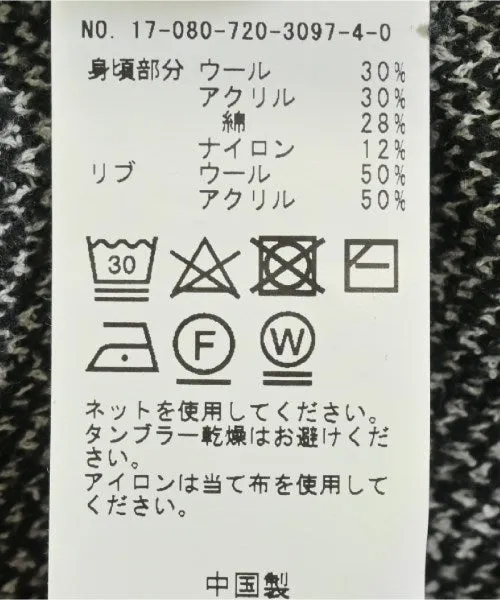 NO. 17-080-720-3097-4-0
身頃部分 ウール 30%
アクリル 30%
綿 28%
ナイロン 12%
リブ ウール 50%
アクリル 50%
30
F W
ネットを使用してください。
タンブラー乾燥はお避けくだ
さい。
アイロンは当て布を使用して
ください。
中国製